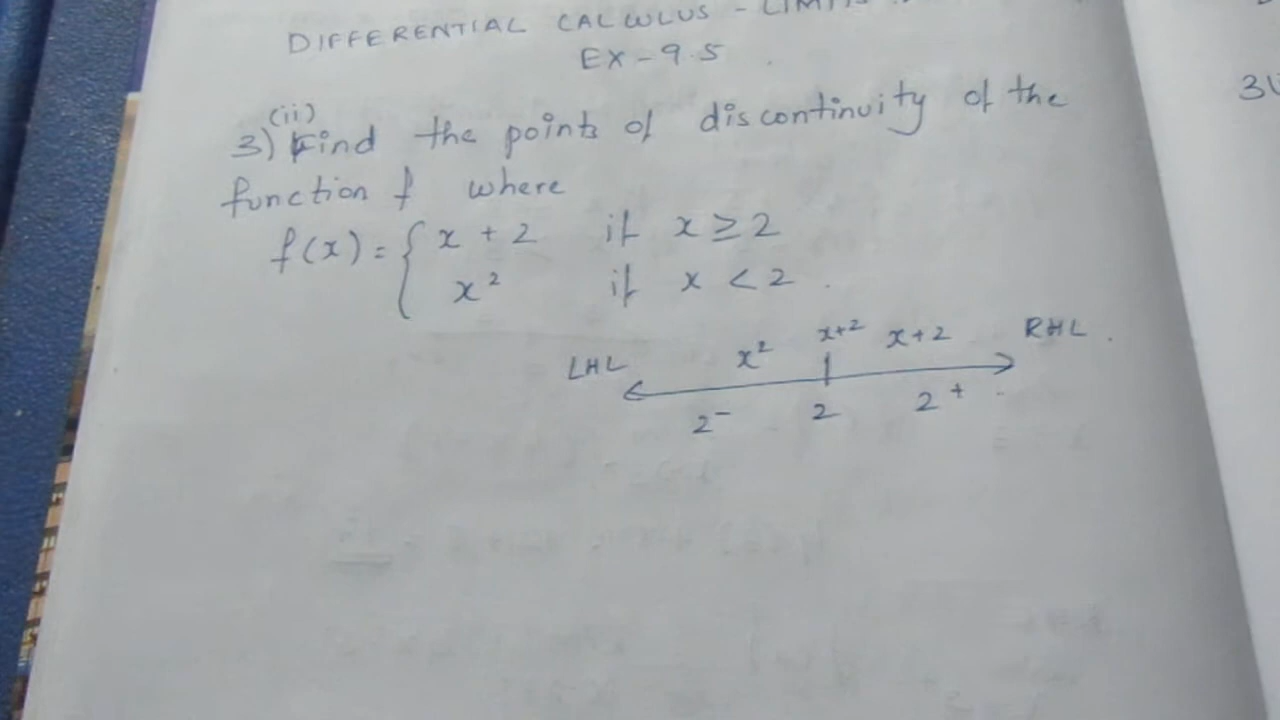 DIFFERENTIAL CALCULUS - LIMITS
EX - 9.5
(ii)
3) Find the points of discontinuity of the
function f where
f(x) = { x + 2 if x ≥ 2
x² if x < 2.
LHL x² x+2 x+2 RHL.
2⁻ 2 2⁺